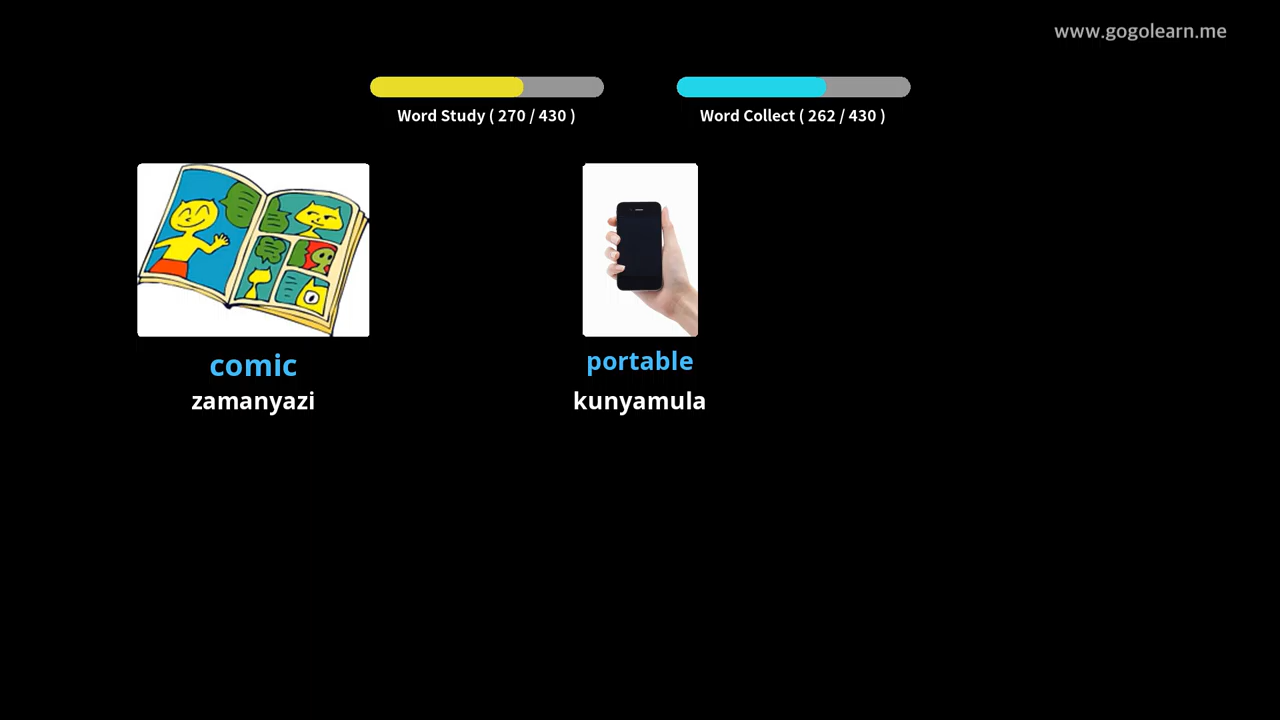 www.gogolearn.me
Word Study ( 270 / 430 )
Word Collect ( 262 / 430 )
comic
zamanyazi
portable
kunyamula